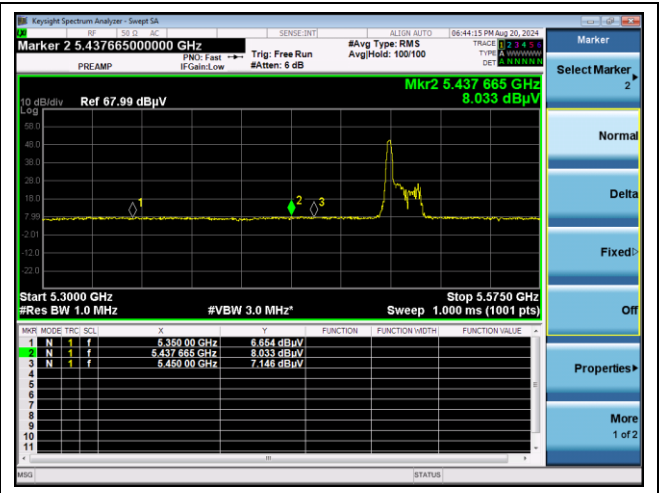 Keysight Spectrum Analyzer - Swept SA
RF 50 Ω AC SENSE:INT ALIGN AUTO 06:44:15 PM Aug 20, 2024
Marker 2 5.437665000000 GHz
PREAMP
PNO: Fast
IFGain:Low
Trig: Free Run
#Atten: 6 dB
#Avg Type: RMS
Avg|Hold: 100/100
TRACE 1 2 3 4 5 6
TYPE A WWWWW
DET A NNNNN
Mkr2 5.437 665 GHz
8.033 dBµV
10 dB/div Ref 67.99 dBµV
Log
58.0
48.0
38.0
28.0
18.0
7.99
-2.01
-12.0
-22.0
1
2
3
Start 5.3000 GHz
Stop 5.5750 GHz
#Res BW 1.0 MHz #VBW 3.0 MHz* Sweep 1.000 ms (1001 pts)
MKR MODE TRC SCL X Y FUNCTION FUNCTION WIDTH FUNCTION VALUE
1 N 1 f 5.350 00 GHz 6.654 dBµV
2 N 1 f 5.437 665 GHz 8.033 dBµV
3 N 1 f 5.450 00 GHz 7.146 dBµV
4
5
6
7
8
9
10
11
MSG STATUS
Marker
Select Marker
2
Normal
Delta
Fixed
Off
Properties
More
1 of 2